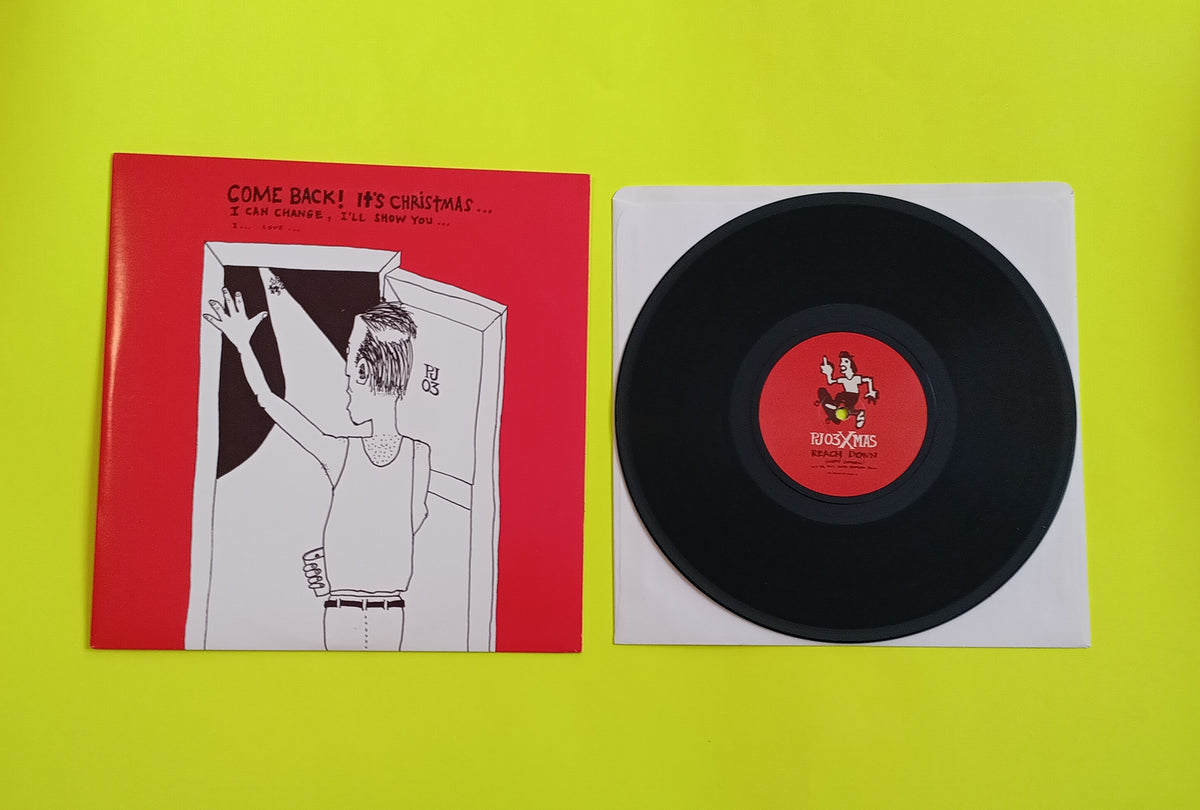 COME BACK! It's CHRiStMAS...
I CAN CHANGE, I'LL SHOW YOU...
I... LOVE...
PJ
03
PJ03XMAS
REACH DOWN